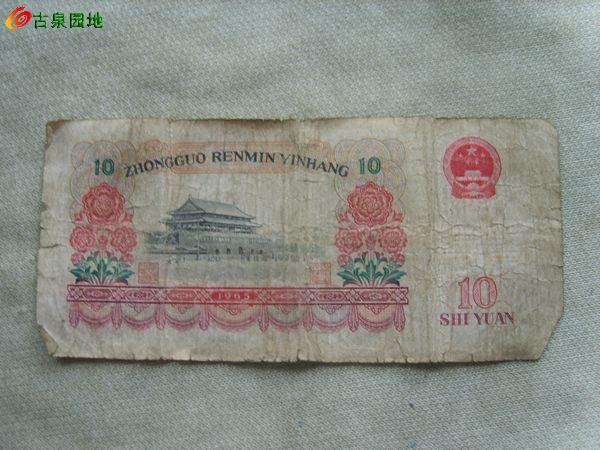 古泉园地
ZHONGGUO RENMIN YINHANG
10
10
1965
10
SHI YUAN